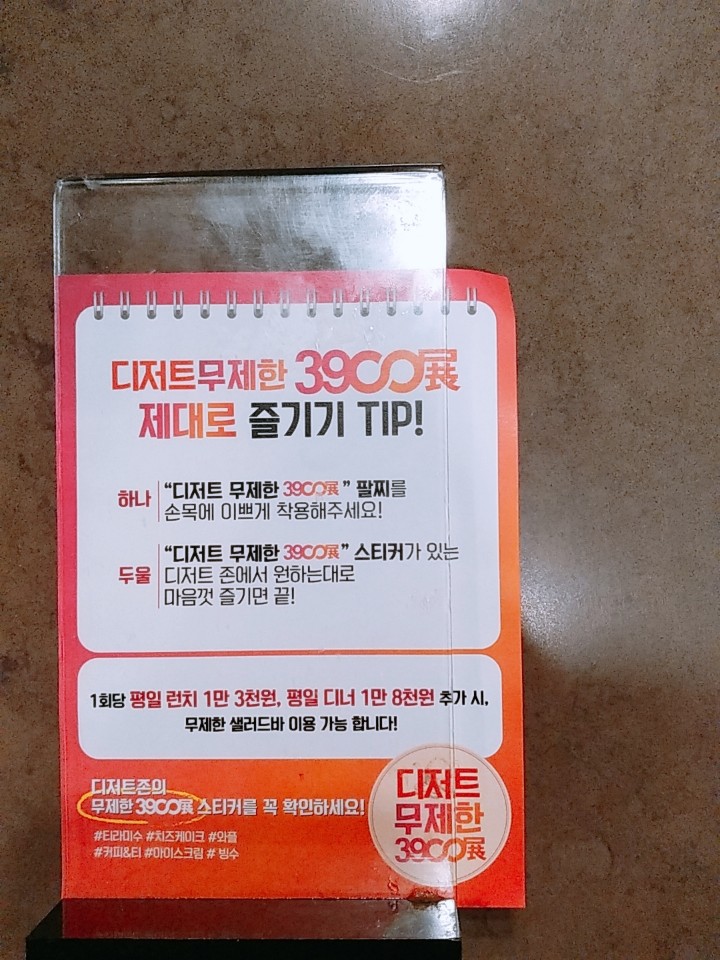 디저트무제한 3900展
제대로 즐기기 TIP!
하나
“디저트 무제한 3900展” 팔찌를
손목에 이쁘게 착용해주세요!
두울
“디저트 무제한 3900展” 스티커가 있는
디저트 존에서 원하는대로
마음껏 즐기면 끝!
1회당 평일 런치 1만 3천원, 평일 디너 1만 8천원 추가 시,
무제한 샐러드바 이용 가능 합니다!
디저트존의
무제한 3900展 스티커를 꼭 확인하세요!
#티라미수 #치즈케이크 #와플
#커피&티 #아이스크림 # 빙수
디저트
무제한
3900展